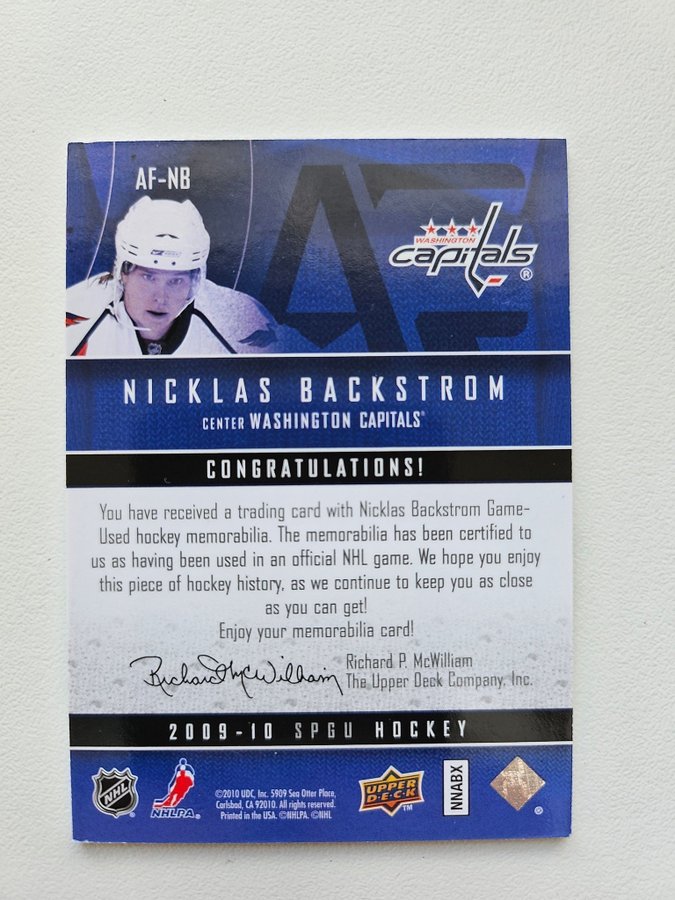 AF-NB
WASHINGTON
capitals®
NICKLAS BACKSTROM
CENTER WASHINGTON CAPITALS®
CONGRATULATIONS!
You have received a trading card with Nicklas Backstrom Game-
Used hockey memorabilia. The memorabilia has been certified to
us as having been used in an official NHL game. We hope you enjoy
this piece of hockey history, as we continue to keep you as close
as you can get!
Enjoy your memorabilia card!
Richard McWilliam
Richard P. McWilliam
The Upper Deck Company, Inc.
2009-10 SPGU HOCKEY
NHL
NHLPA.
©2010 UDC, Inc. 5909 Sea Otter Place,
Carlsbad, CA 92010. All rights reserved.
Printed in the USA. ©NHLPA. ©NHL
UPPER
D·E·C·K
TM
NNABX
®